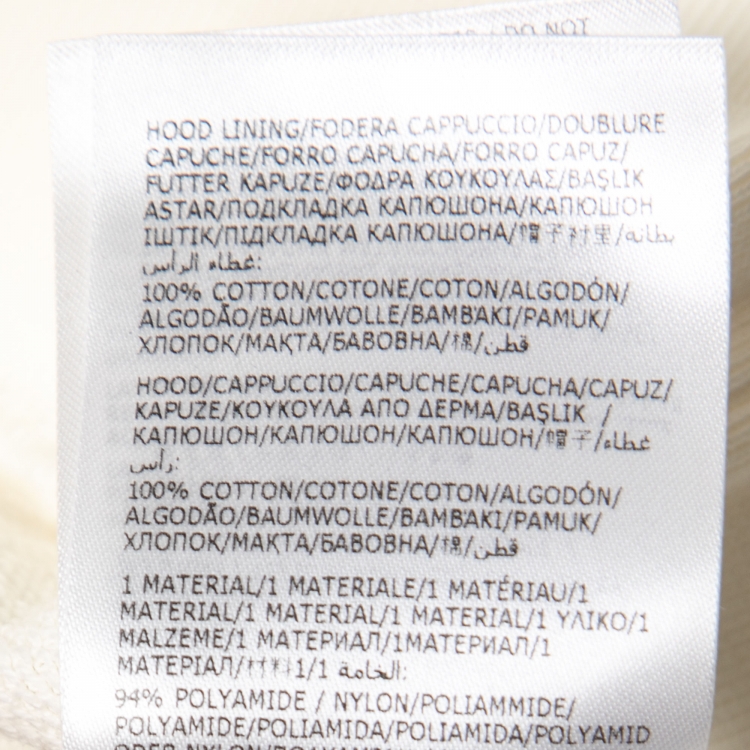 DO NOT
HOOD LINING/FODERA CAPPUCCIO/DOUBLURE
CAPUCHE/FORRO CAPUCHA/FORRO CAPUZ/
FUTTER KAPUZE/ΦΟΔΡΑ ΚΟΥΚΟΥΛΑΣ/BAŞLIK
ASTAR/ПОДКЛАДКА КАПЮШОНА/КАПЮШОН
ІШТІК/ПІДКЛАДКА КАПЮШОНА/帽子衬里/بطانه
غطاء الرأس:
100% COTTON/COTONE/COTON/ALGODÓN/
ALGODÃO/BAUMWOLLE/BAMBAKI/PAMUK/
ХЛОПОК/МАҚТА/БАВОВНА/棉/قطن
HOOD/CAPPUCCIO/CAPUCHE/CAPUCHA/CAPUZ/
KAPUZE/ΚΟΥΚΟΥΛΑ ΑΠΟ ΔΕΡΜΑ/BAŞLIK /
КАПЮШОН/КАПЮШОН/КАПЮШОН/帽子/غطاء
رأس:
100% COTTON/COTONE/COTON/ALGODÓN/
ALGODÃO/BAUMWOLLE/BAMBAKI/PAMUK/
ХЛОПОК/МАҚТА/БАВОВНА/棉/قطن
1 MATERIAL/1 MATERIALE/1 MATÉRIAU/1
MATERIAL/1 MATERIAL/1 MATERIAL/1 ΥΛΙΚΟ/1
MALZEME/1 МАТЕРИАЛ/1МАТЕРИАЛ/1
МАТЕРІАЛ/材料1/1 الخامة:
94% POLYAMIDE / NYLON/POLIAMMIDE/
POLYAMIDE/POLIAMIDA/POLIAMIDA/POLYAMID
ODER NYLON/